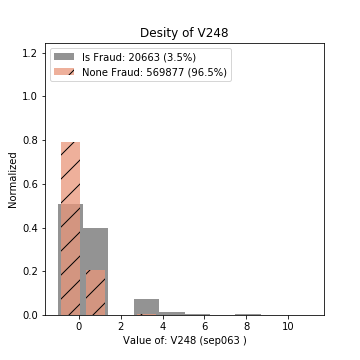 Desity of V248
Is Fraud: 20663 (3.5%)
None Fraud: 569877 (96.5%)
Normalized
1.2
1.0
0.8
0.6
0.4
0.2
0.0
0 2 4 6 8 10
Value of: V248 (sep063 )